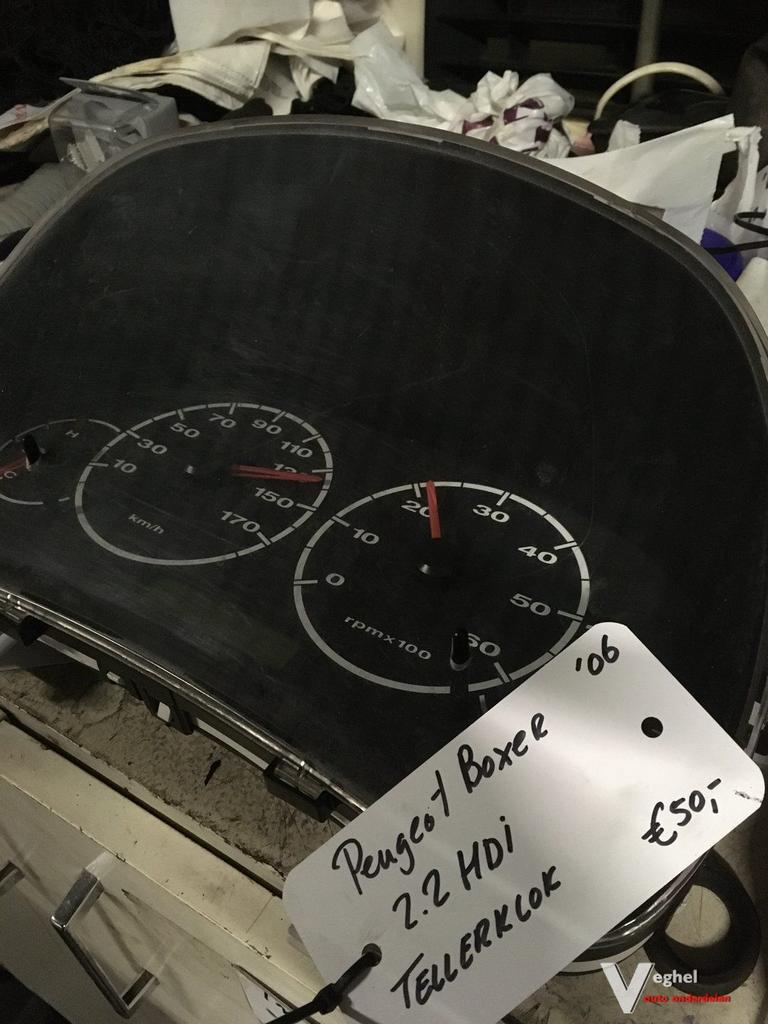 H
C
10
30
50
70
90
110
130
150
170
km/h
0
10
20
30
40
50
60
rpmx100
'06
Peugeot Boxer
2.2 HDi
TELLERKLOK
€50,-
Veghel
auto onderdelen